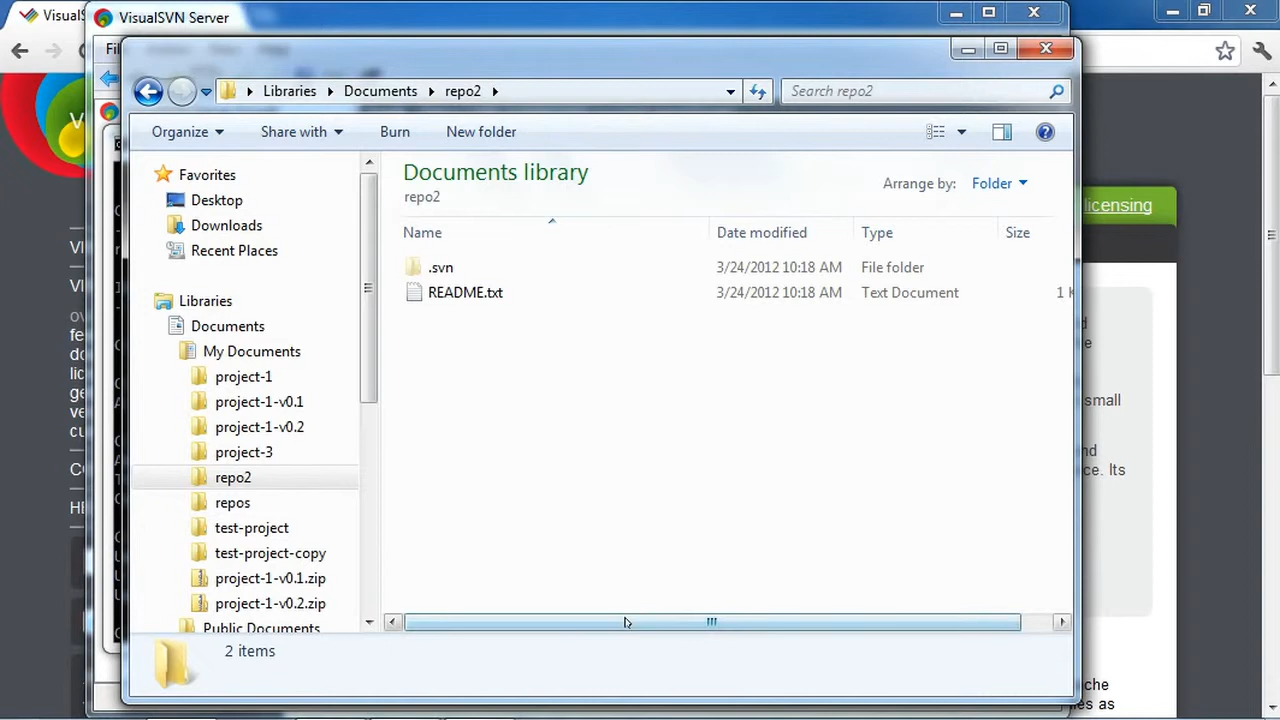 VisualSV
VisualSVN Server
Fil
Libraries
Documents
repo2
Search repo2
Organize
Share with
Burn
New folder
Favorites
Desktop
Downloads
Recent Places
Libraries
Documents
My Documents
project-1
project-1-v0.1
project-1-v0.2
project-3
repo2
repos
test-project
test-project-copy
project-1-v0.1.zip
project-1-v0.2.zip
Public Documents
Documents library
repo2
Arrange by:
Folder
Name
Date modified
Type
Size
.svn
3/24/2012 10:18 AM
File folder
README.txt
3/24/2012 10:18 AM
Text Document
1 K
2 items
licensing
small
ce. Its
che